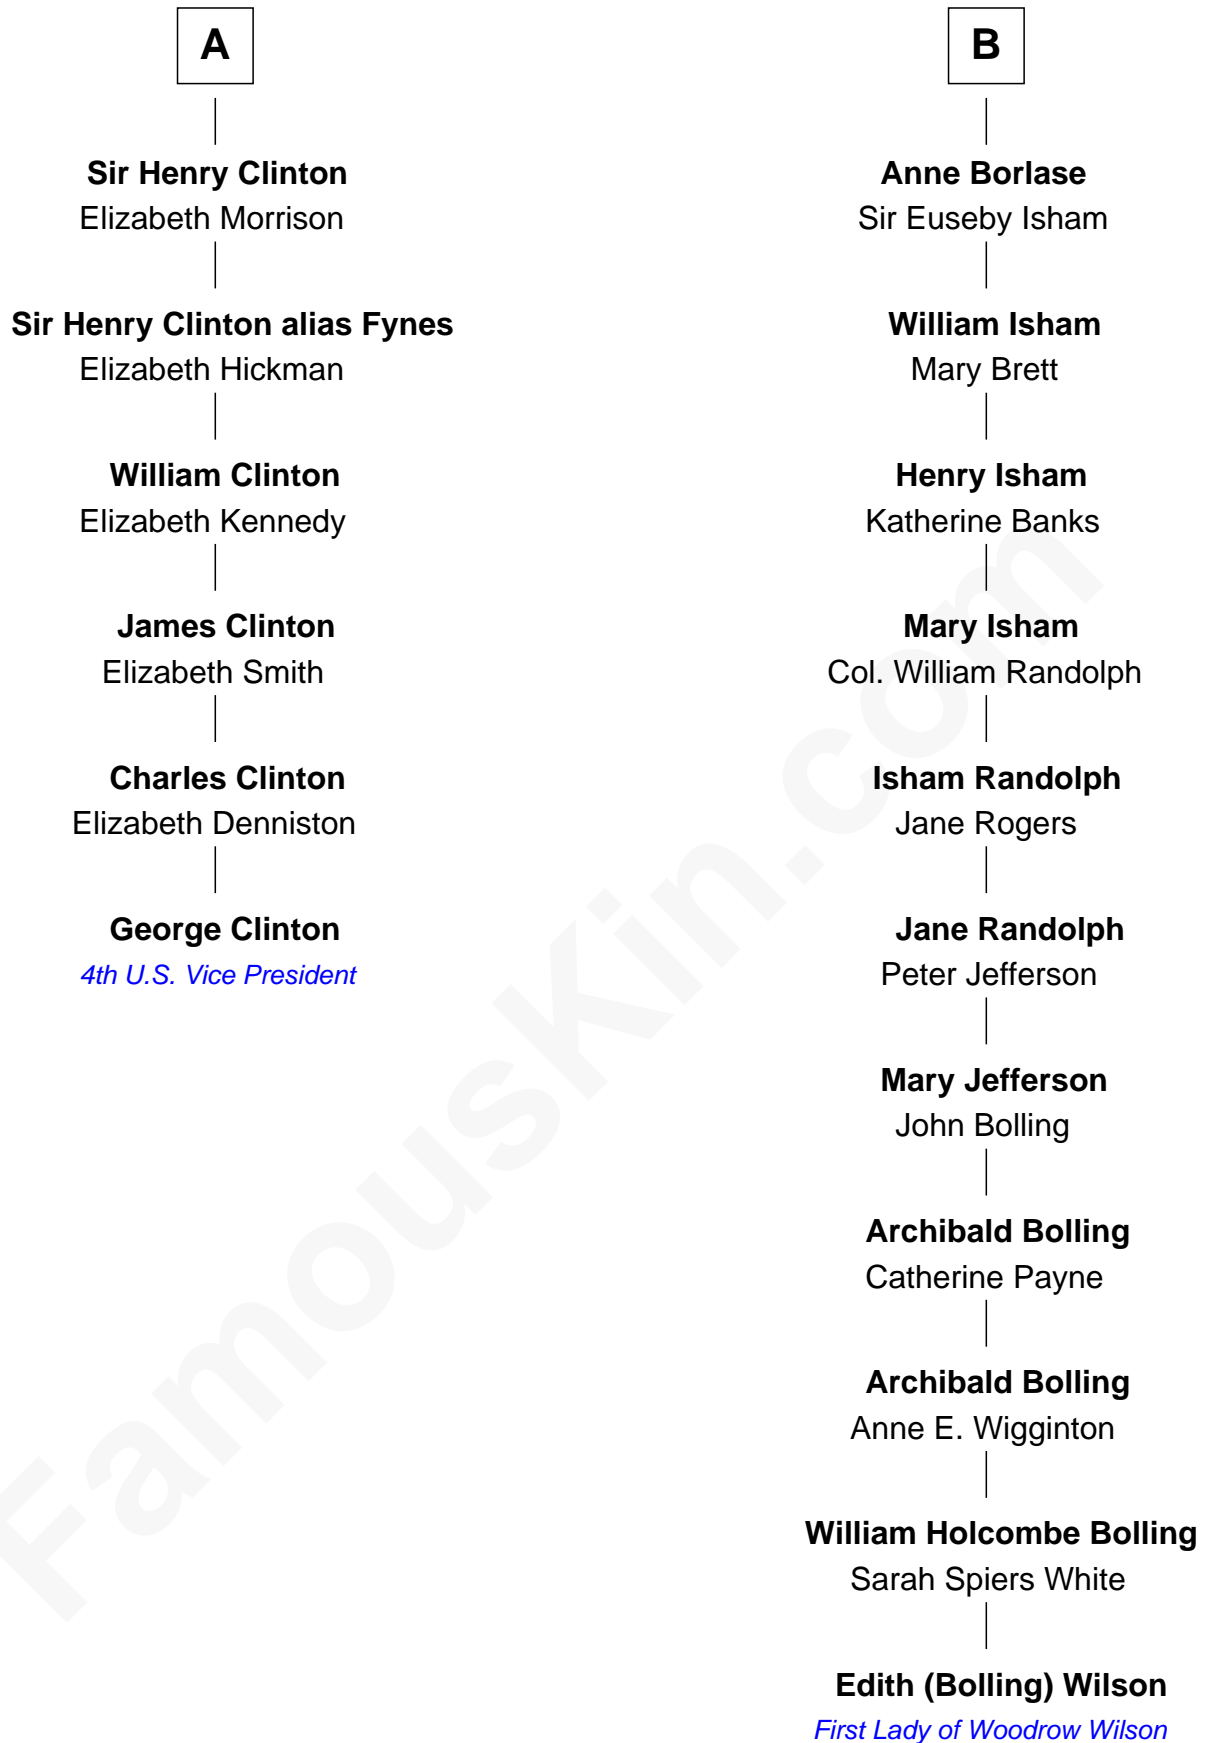 A
Sir Henry Clinton
Elizabeth Morrison
Sir Henry Clinton alias Fynes
Elizabeth Hickman
William Clinton
Elizabeth Kennedy
James Clinton
Elizabeth Smith
Charles Clinton
Elizabeth Denniston
George Clinton
4th U.S. Vice President
B
Anne Borlase
Sir Euseby Isham
William Isham
Mary Brett
Henry Isham
Katherine Banks
Mary Isham
Col. William Randolph
Isham Randolph
Jane Rogers
Jane Randolph
Peter Jefferson
Mary Jefferson
John Bolling
Archibald Bolling
Catherine Payne
Archibald Bolling
Anne E. Wigginton
William Holcombe Bolling
Sarah Spiers White
Edith (Bolling) Wilson
First Lady of Woodrow Wilson
FamousKin.com